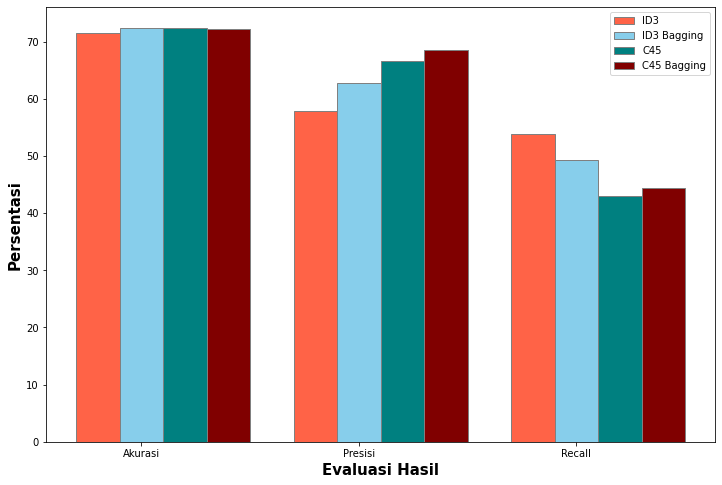 ID3
ID3 Bagging
C45
C45 Bagging
70
60
50
40
30
20
10
0
Persentasi
Akurasi
Presisi
Recall
Evaluasi Hasil